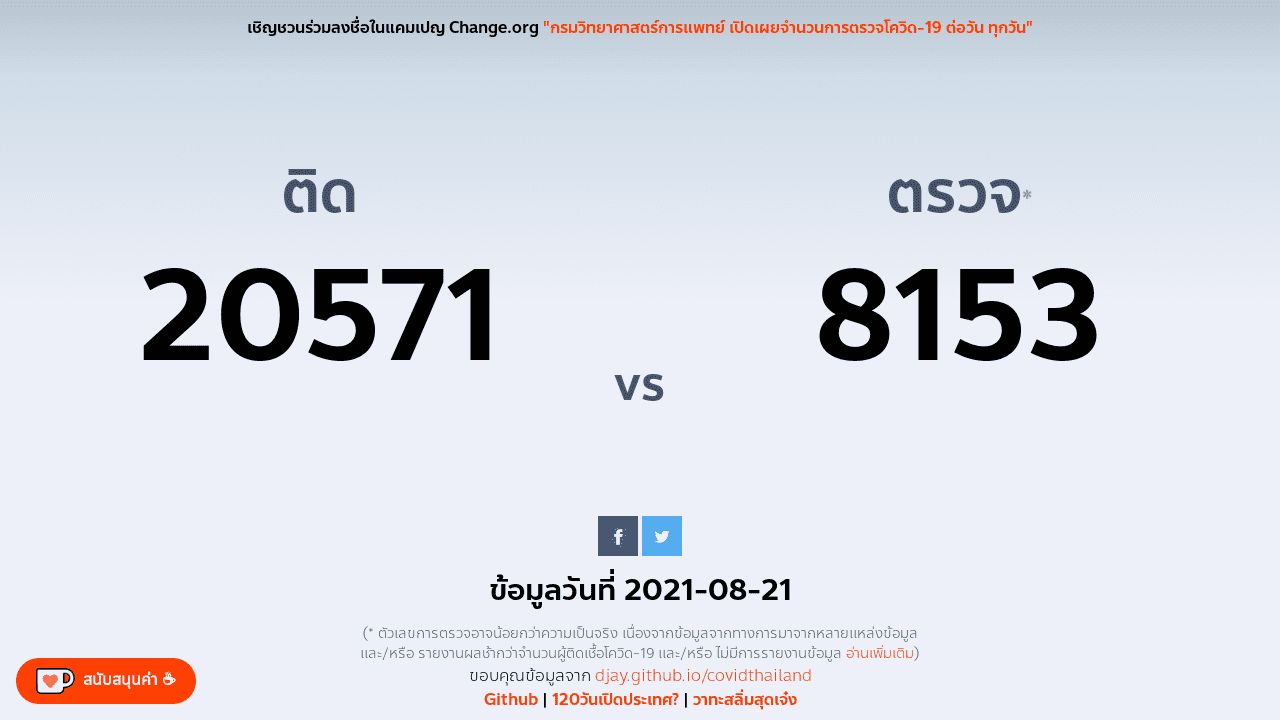 เชิญชวนร่วมลงชื่อในแคมเปญ Change.org "กรมวิทยาศาสตร์การแพทย์ เปิดเผยจำนวนการตรวจโควิด-19 ต่อวัน ทุกวัน"
ติด
ตรวจ*
20571
8153
vs
ข้อมูลวันที่ 2021-08-21
(* ตัวเลขการตรวจอาจน้อยกว่าความเป็นจริง เนื่องจากข้อมูลจากทางการมาจากหลายแหล่งข้อมูล
และ/หรือ รายงานผลช้ากว่าจำนวนผู้ติดเชื้อโควิด-19 และ/หรือ ไม่มีการรายงานข้อมูล อ่านเพิ่มเติม)
ขอบคุณข้อมูลจาก djay.github.io/covidthailand
Github | 120วันเปิดประเทศ? | วาทะสลิ่มสุดเจ๋ง
สนับสนุนค่า ☕